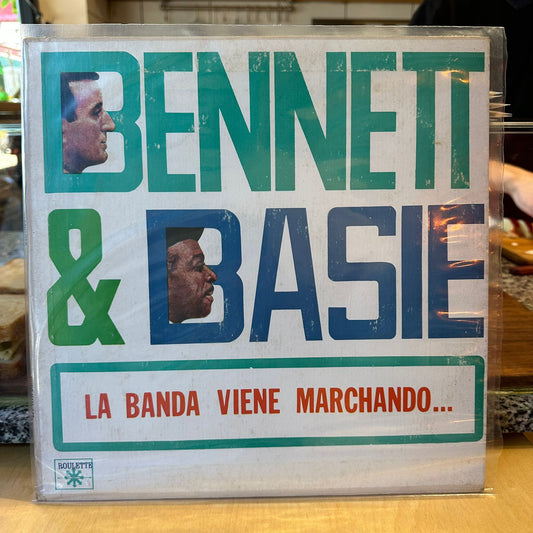 BENNETT
& BASIE
LA BANDA VIENE MARCHANDO...
ROULETTE